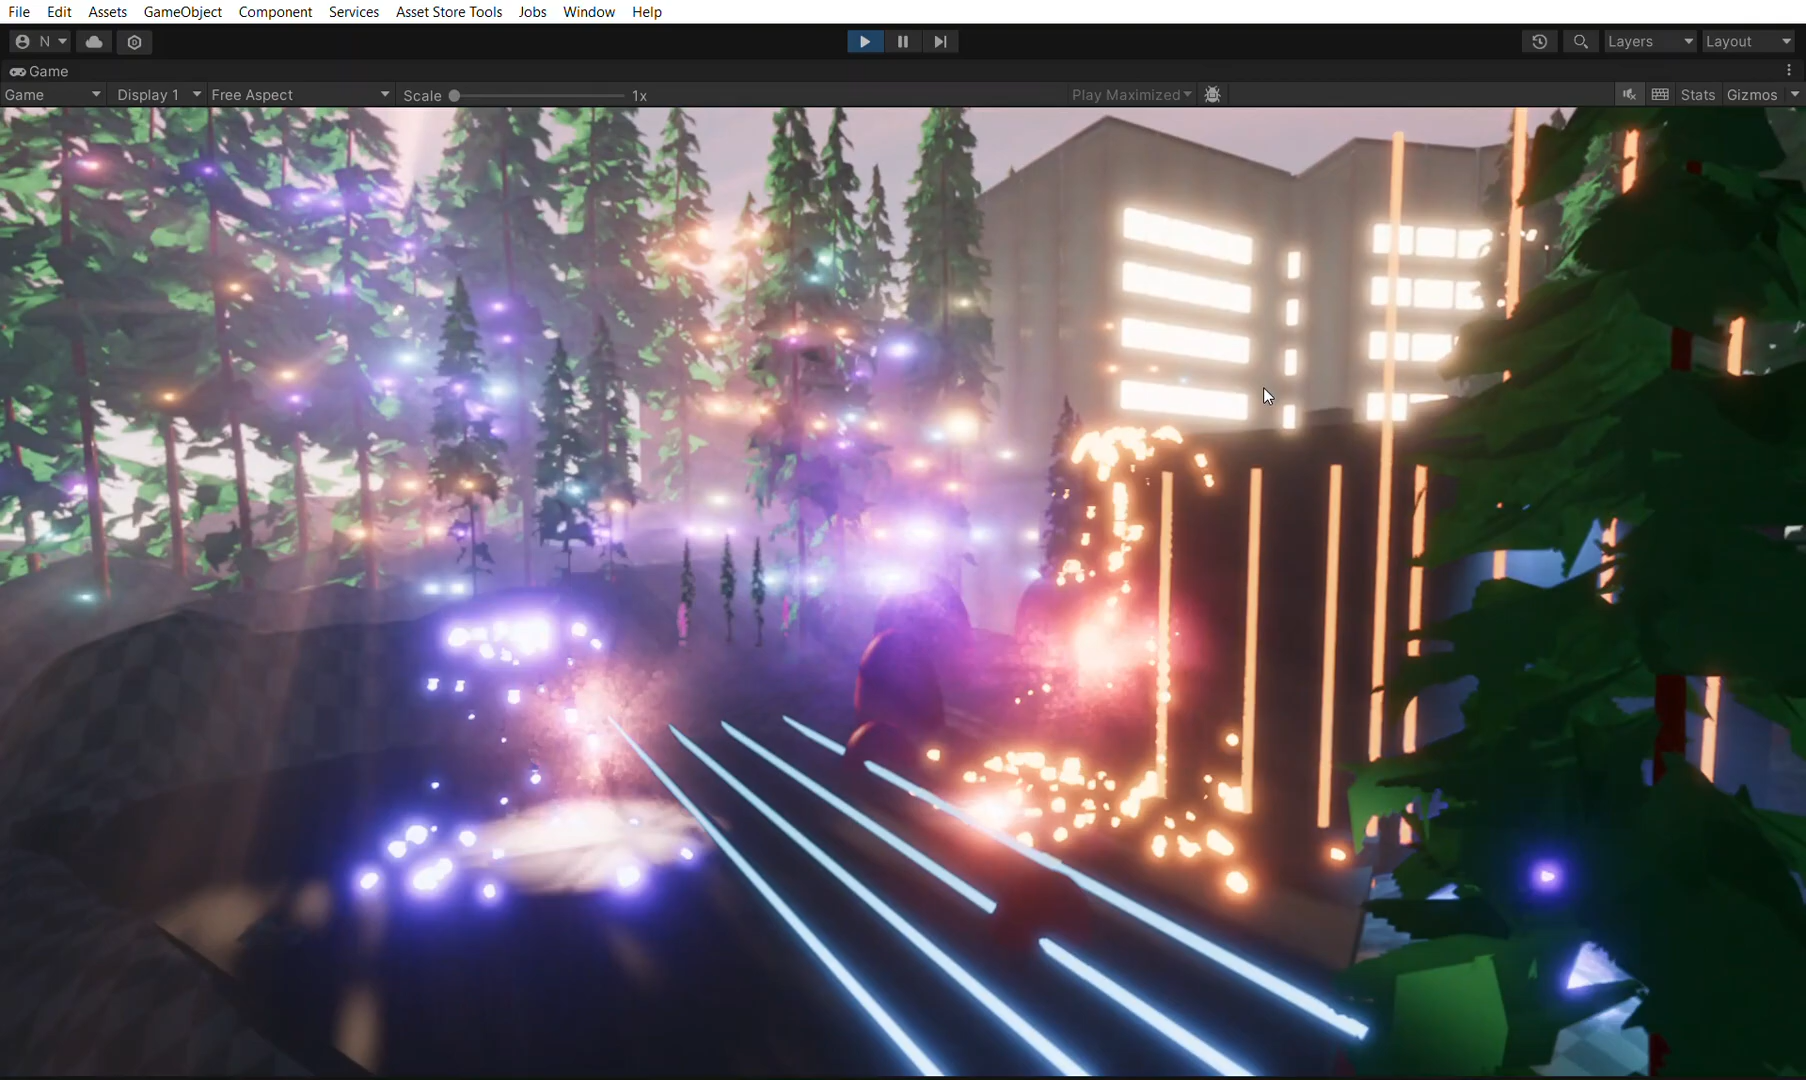 File Edit Assets GameObject Component Services Asset Store Tools Jobs Window Help
N Layers Layout
Game
Game Display 1 Free Aspect Scale 1x Play Maximized Stats Gizmos